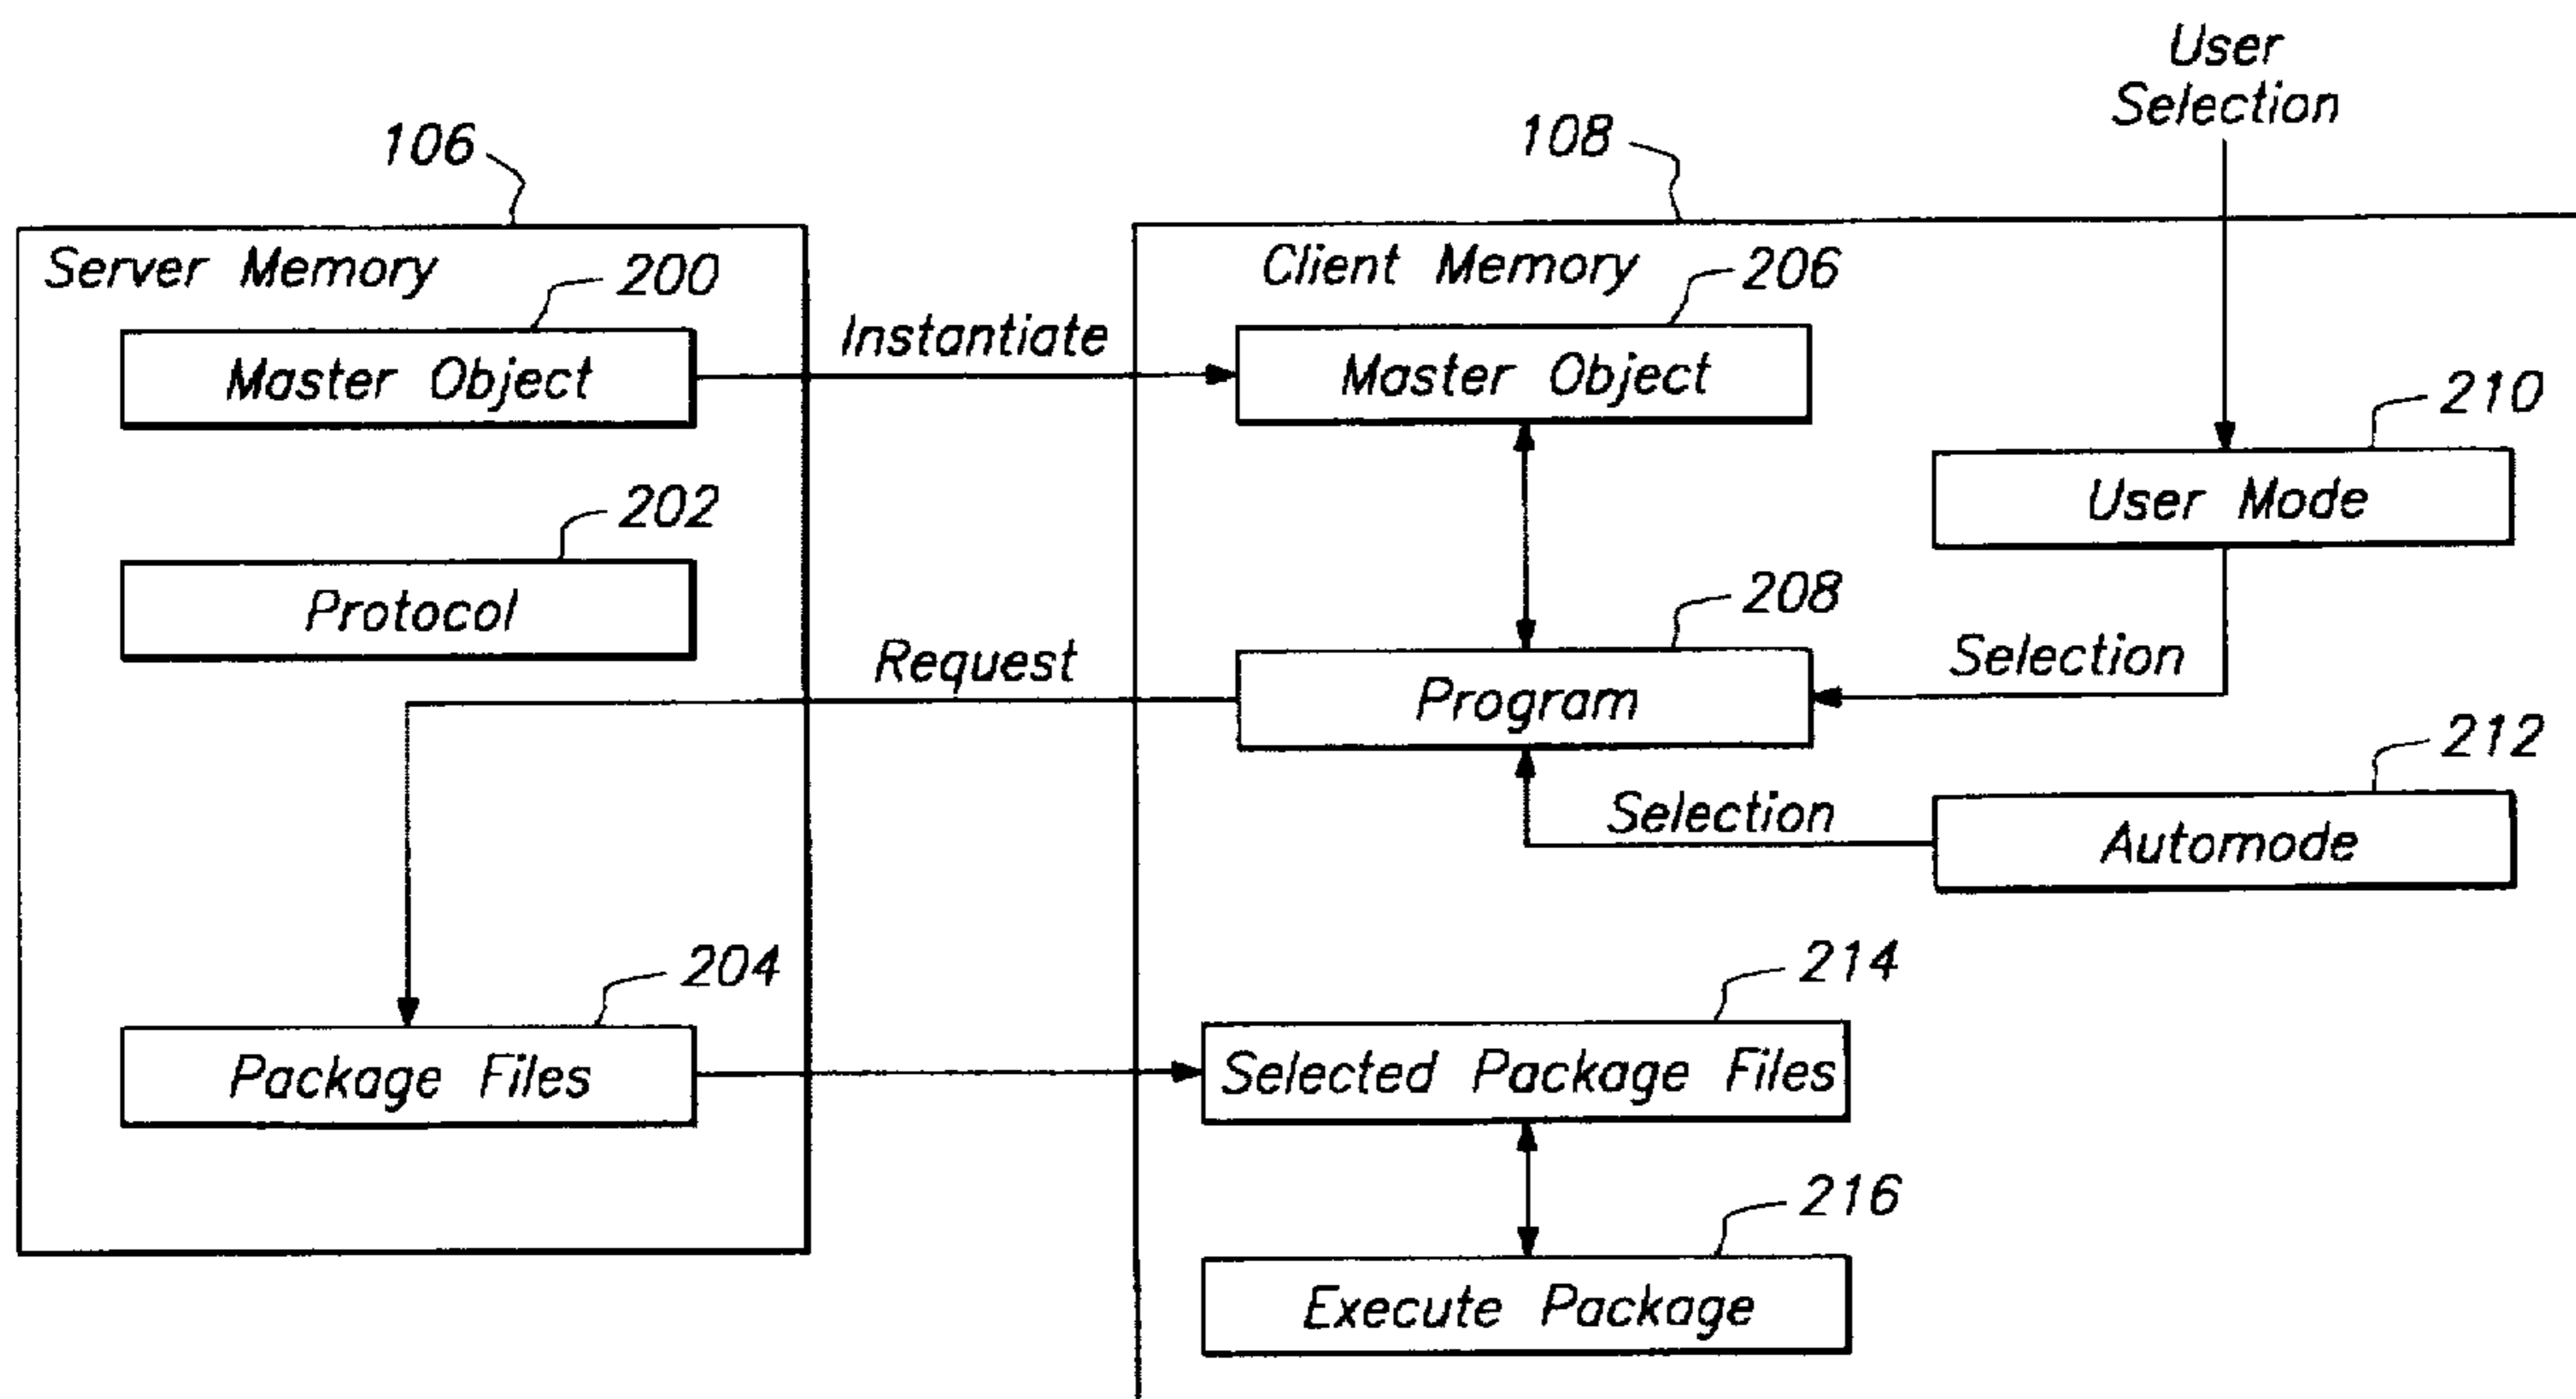 User
Selection
106
108
Server Memory
200
Client Memory
206
Instantiate
Master Object
Master Object
210
User Mode
202
Protocol
208
Request
Selection
Program
212
Selection
Automode
204
214
Package Files
Selected Package Files
216
Execute Package